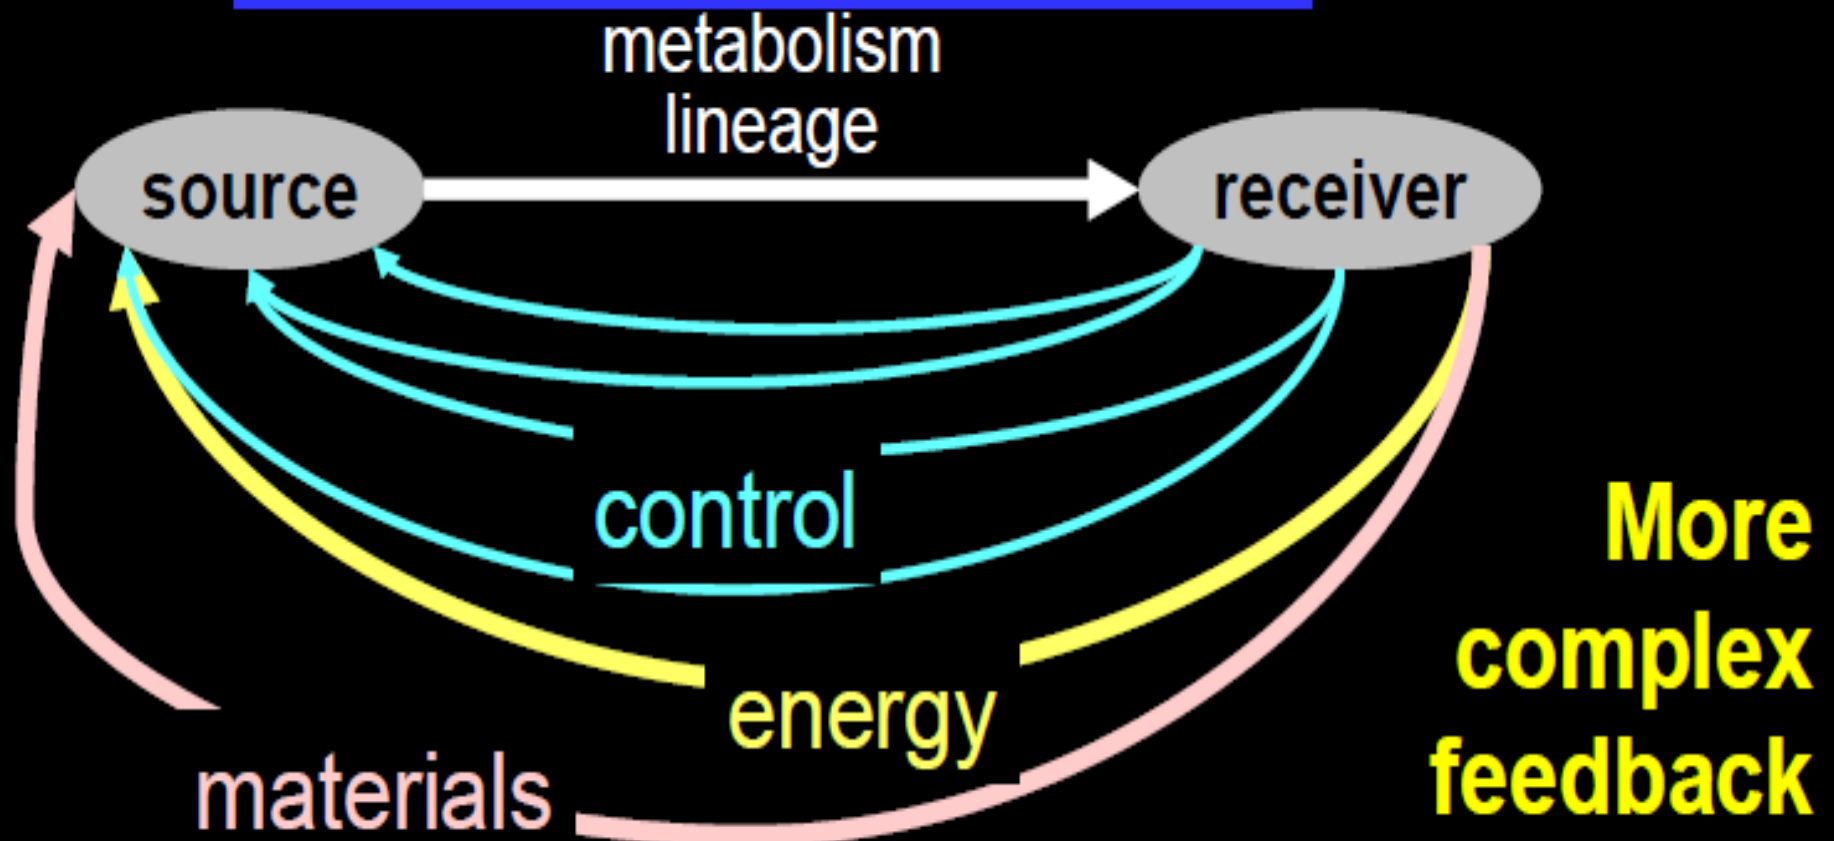 metabolism
lineage
source
receiver
control
energy
materials
More
complex
feedback